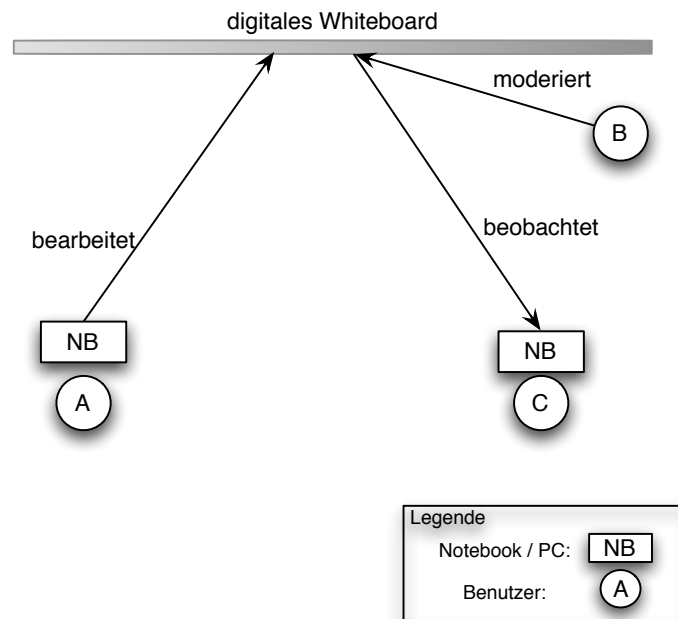 digitales Whiteboard
moderiert
B
bearbeitet
beobachtet
NB
NB
A
C
Legende
Notebook / PC: NB
Benutzer: A